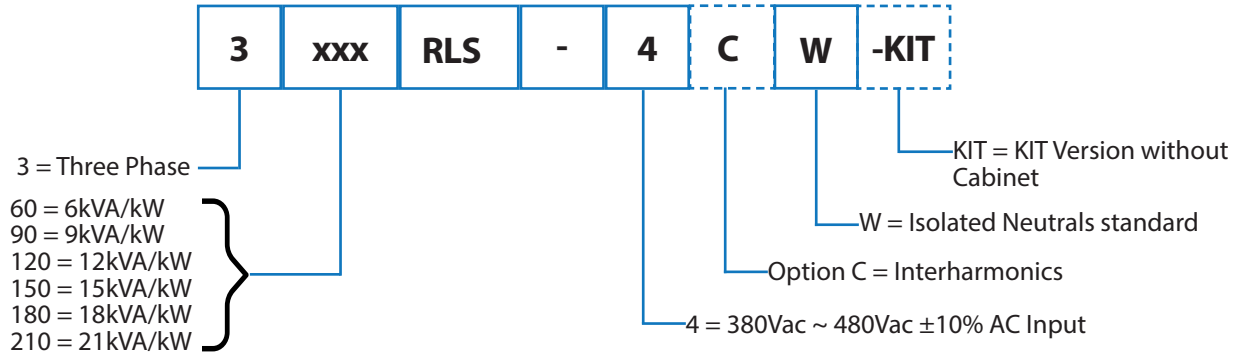 3 xxx RLS - 4 C W -KIT
3 = Three Phase
60 = 6kVA/kW
90 = 9kVA/kW
120 = 12kVA/kW
150 = 15kVA/kW
180 = 18kVA/kW
210 = 21kVA/kW
KIT = KIT Version without
Cabinet
W = Isolated Neutrals standard
Option C = Interharmonics
4 = 380Vac ~ 480Vac ±10% AC Input